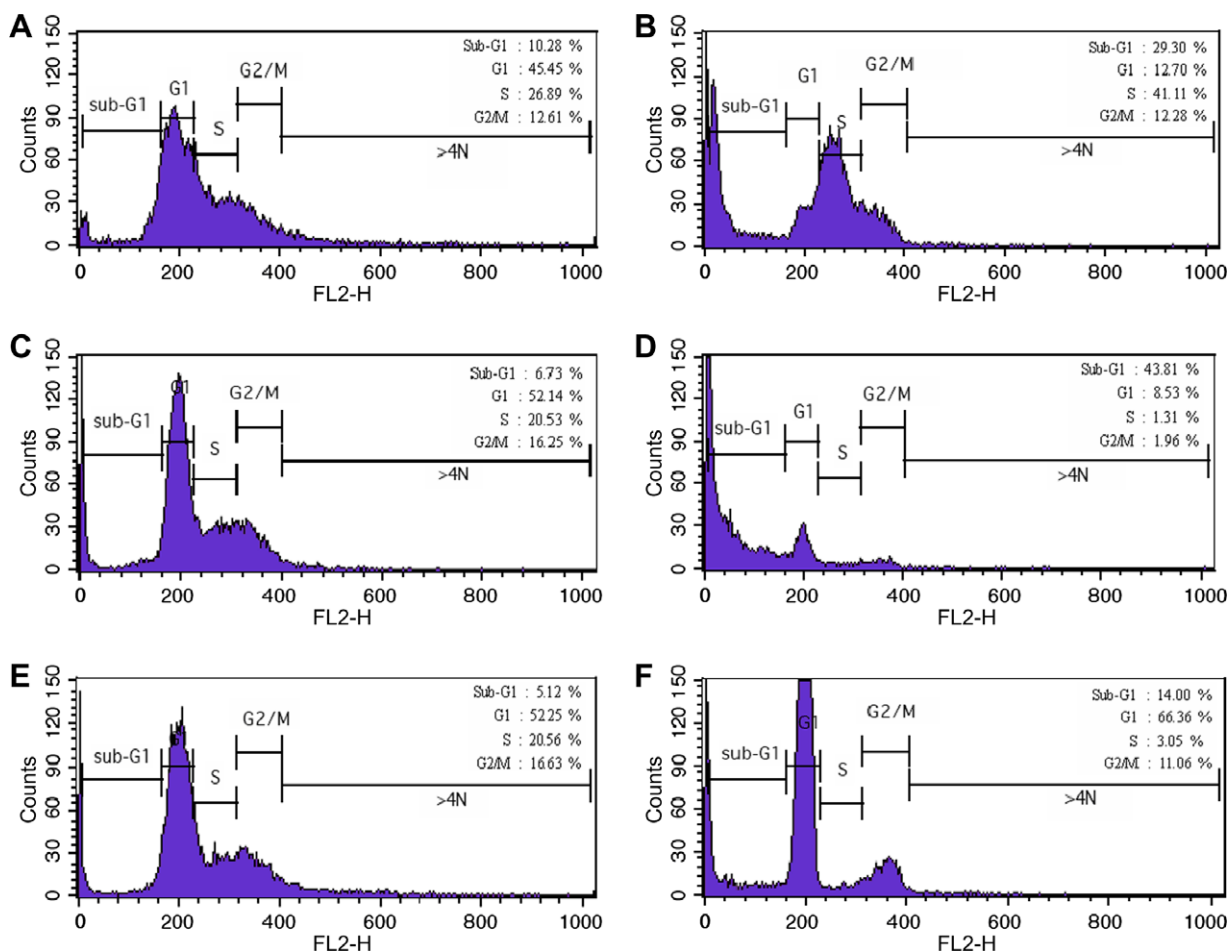 A
Sub-G1 : 10.28 %
G1 : 45.45 %
S : 26.89 %
G2/M : 12.61 %
sub-G1
G1
S
G2/M
>4N
Counts
0 30 60 90 120 150
0 200 400 600 800 1000
FL2-H
B
Sub-G1 : 29.30 %
G1 : 12.70 %
S : 41.11 %
G2/M : 12.28 %
sub-G1
G1
S
G2/M
>4N
Counts
0 30 60 90 120 150
0 200 400 600 800 1000
FL2-H
C
Sub-G1 : 6.73 %
G1 : 52.14 %
S : 20.53 %
G2/M : 16.25 %
sub-G1
G1
S
G2/M
>4N
Counts
0 30 60 90 120 150
0 200 400 600 800 1000
FL2-H
D
Sub-G1 : 43.81 %
G1 : 8.53 %
S : 1.31 %
G2/M : 1.96 %
sub-G1
G1
S
G2/M
>4N
Counts
0 30 60 90 120 150
0 200 400 600 800 1000
FL2-H
E
Sub-G1 : 5.12 %
G1 : 52.25 %
S : 20.56 %
G2/M : 16.63 %
sub-G1
S
G2/M
>4N
Counts
0 30 60 90 120 150
0 200 400 600 800 1000
FL2-H
F
Sub-G1 : 14.00 %
G1 : 66.36 %
S : 3.05 %
G2/M : 11.06 %
sub-G1
G1
S
G2/M
>4N
Counts
0 30 60 90 120 150
0 200 400 600 800 1000
FL2-H